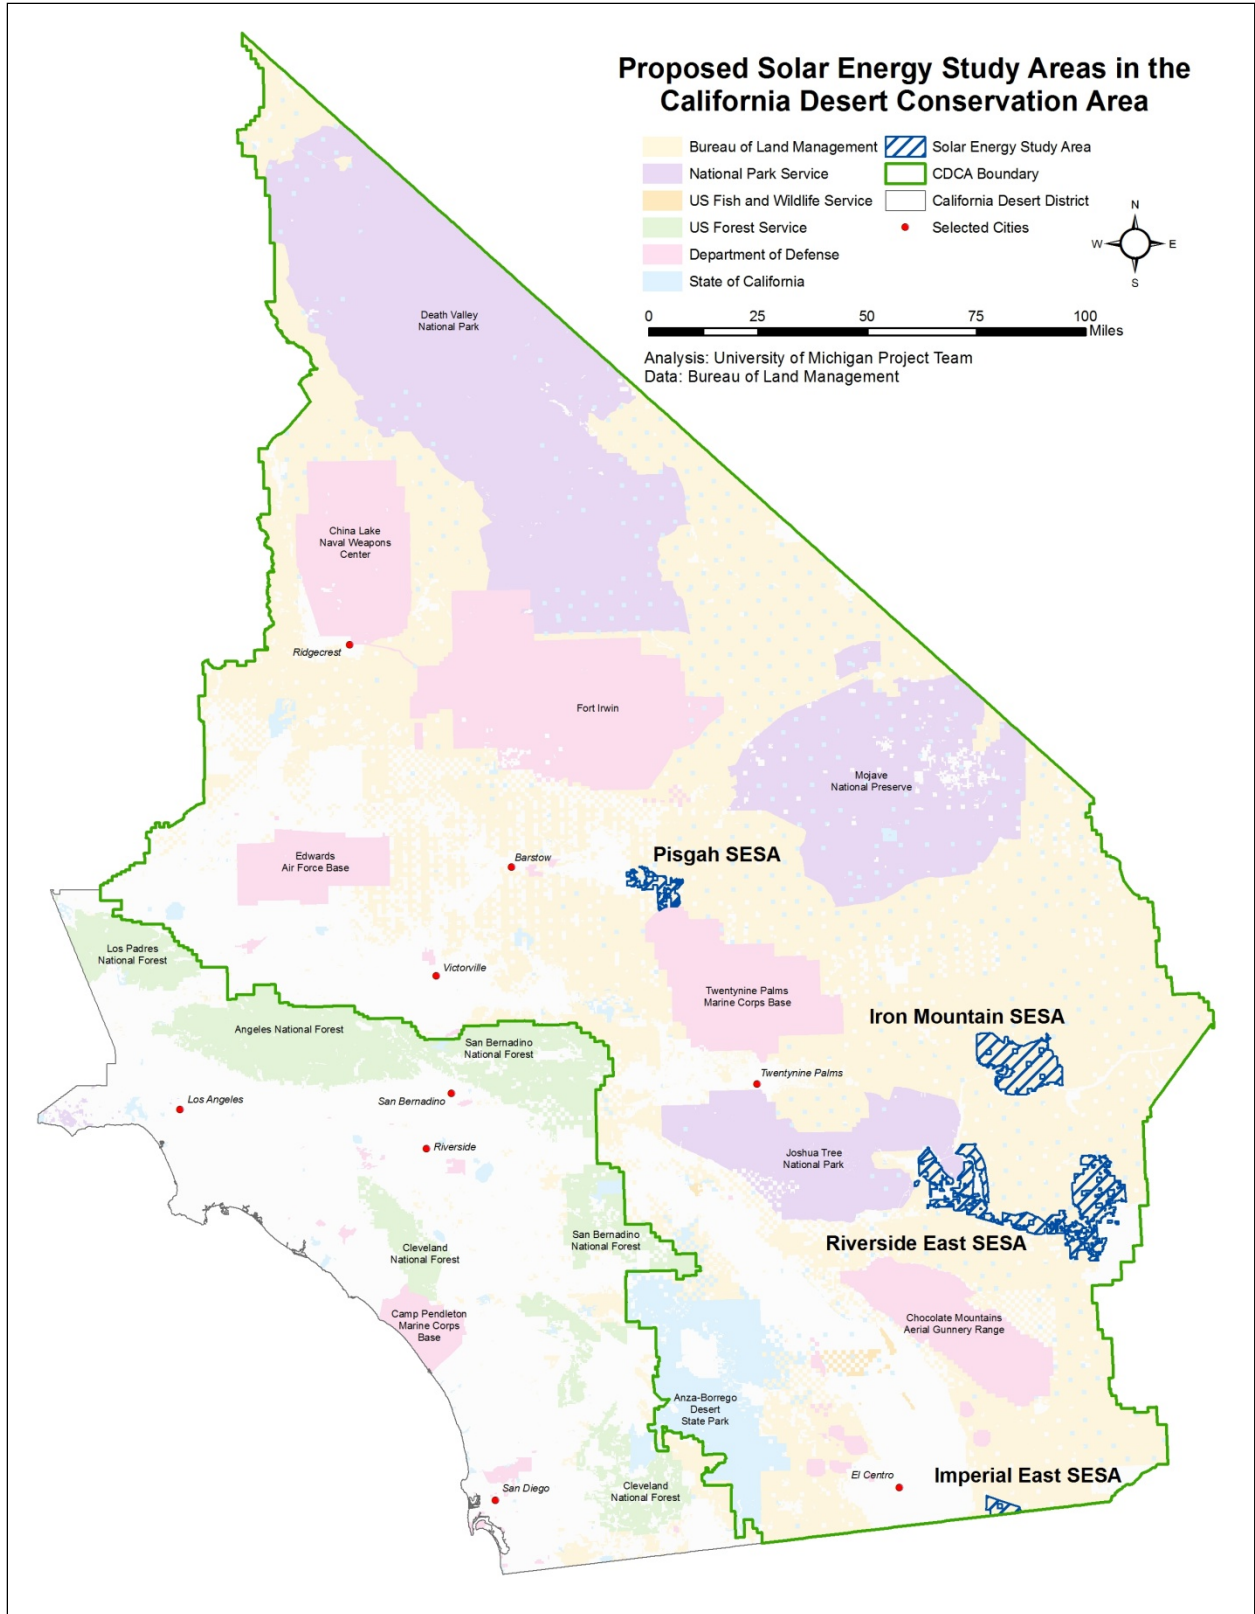 Proposed Solar Energy Study Areas in the
California Desert Conservation Area
Bureau of Land Management
National Park Service
US Fish and Wildlife Service
US Forest Service
Department of Defense
State of California
Solar Energy Study Area
CDCA Boundary
California Desert District
Selected Cities
N
W
E
S
0
25
50
75
100
Miles
Analysis: University of Michigan Project Team
Data: Bureau of Land Management
Death Valley
National Park
China Lake
Naval Weapons
Center
Ridgecrest
Fort Irwin
Mojave
National Preserve
Edwards
Air Force Base
Barstow
Pisgah SESA
Los Padres
National Forest
Victorville
Twentynine Palms
Marine Corps Base
Iron Mountain SESA
Angeles National Forest
San Bernadino
National Forest
Twentynine Palms
Los Angeles
San Bernadino
Riverside
Joshua Tree
National Park
Riverside East SESA
San Bernadino
National Forest
Cleveland
National Forest
Camp Pendleton
Marine Corps
Base
Chocolate Mountains
Aerial Gunnery Range
Anza-Borrego
Desert
State Park
El Centro
Imperial East SESA
San Diego
Cleveland
National Forest